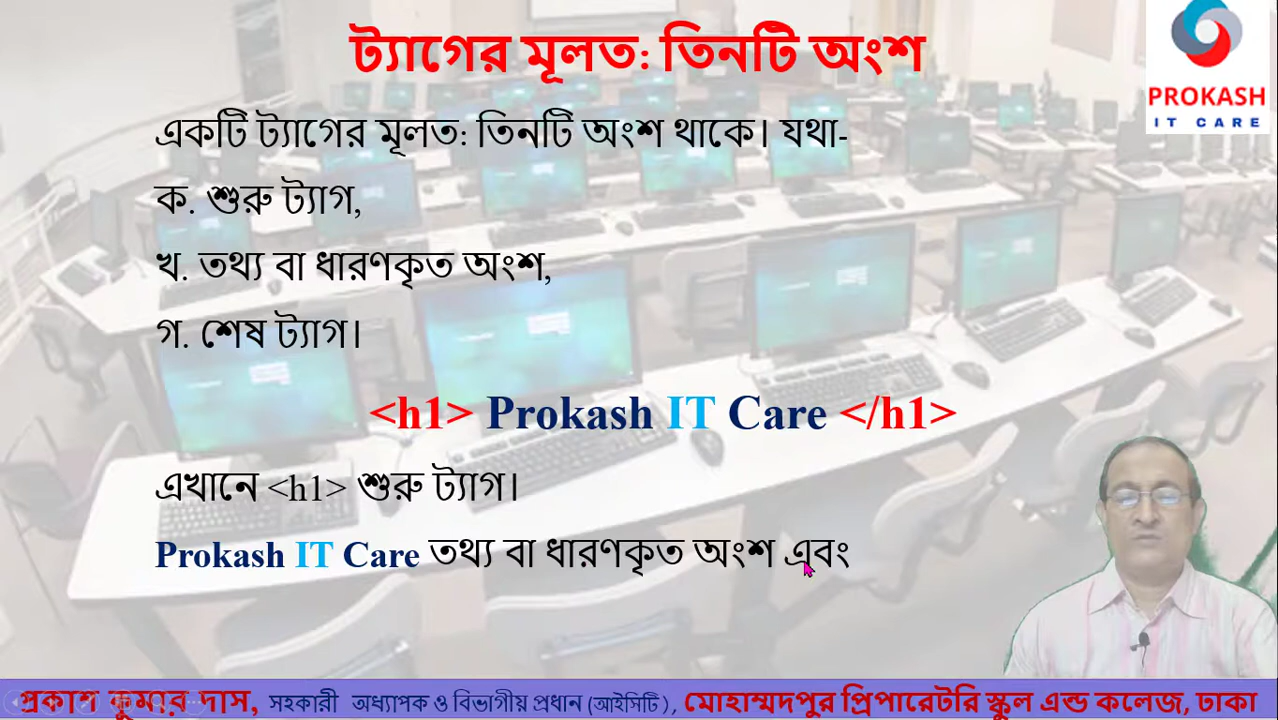 ট্যাগের মূলত: তিনটি অংশ
PROKASH
IT CARE
একটি ট্যাগের মূলত: তিনটি অংশ থাকে। যথা-
ক. শুরু ট্যাগ,
খ. তথ্য বা ধারণকৃত অংশ,
গ. শেষ ট্যাগ।
<h1> Prokash IT Care </h1>
এখানে <h1> শুরু ট্যাগ।
Prokash IT Care তথ্য বা ধারণকৃত অংশ এবং
প্রকাশ কুমার দাস, সহকারী অধ্যাপক ও বিভাগীয় প্রধান (আইসিটি), মোহাম্মদপুর প্রিপারেটরি স্কুল এন্ড কলেজ, ঢাকা